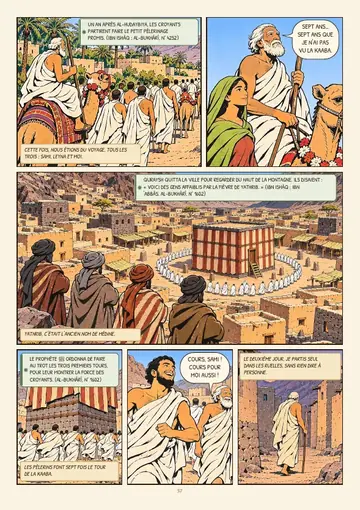 UN AN APRÈS AL-HUDAYBIYA, LES CROYANTS
PARTIRENT FAIRE LE PETIT PÈLERINAGE
PROMIS. (IBN ISHÂQ ; AL-BUKHÂRÎ, N° 4252)
CETTE FOIS, NOUS ÉTIONS DU VOYAGE, TOUS LES
TROIS : SAMI, LEYNA ET MOI.
SEPT ANS...
SEPT ANS
QUE JE N'AI PAS
VU LA KAABA.
QURAYSH QUITTA LA VILLE POUR REGARDER DU HAUT DE LA MONTAGNE. ILS DISAIENT :
« VOICI DES GENS AFFAIBLIS PAR LA FIÈVRE DE YATHRIB. » (IBN ISHÂQ ; IBN
ʿABBÂS, AL-BUKHÂRÎ, N° 1602)
YATHRIB, C'ÉTAIT L'ANCIEN NOM DE MÉDINE.
LE PROPHÈTE ORDONNA DE FAIRE
AU TROT LES TROIS PREMIERS TOURS,
POUR LEUR MONTRER LA FORCE DES
CROYANTS. (AL-BUKHÂRÎ, N° 1602)
LES PÈLERINS FONT SEPT FOIS LE TOUR
DE LA KAABA.
COURS, SAMI !
COURS POUR
MOI AUSSI !
LE DEUXIÈME JOUR, JE PARTIS SEUL
DANS LES RUELLES, SANS RIEN DIRE À
PERSONNE.
57